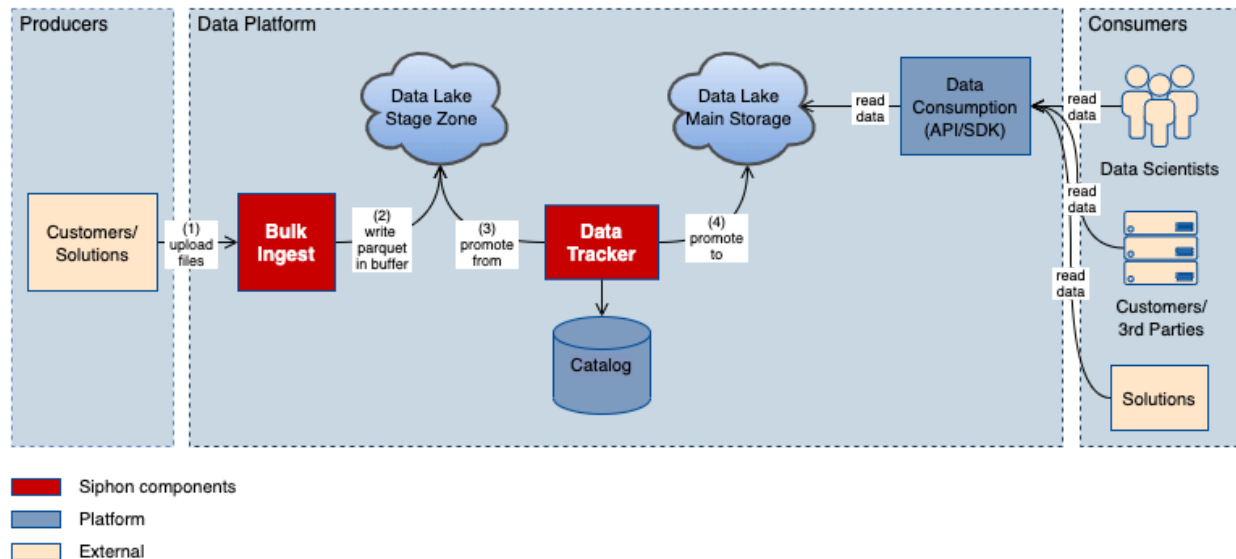 Producers
Data Platform
Consumers
Data Lake
Stage Zone
Data Lake
Main Storage
read
data
Data
Consumption
(API/SDK)
read
data
Data Scientists
Customers/
Solutions
(1)
upload
files
Bulk
Ingest
(2)
write
parquet
in buffer
(3)
promote
from
Data
Tracker
(4)
promote
to
read
data
read
data
Customers/
3rd Parties
Catalog
Solutions
Siphon components
Platform
External